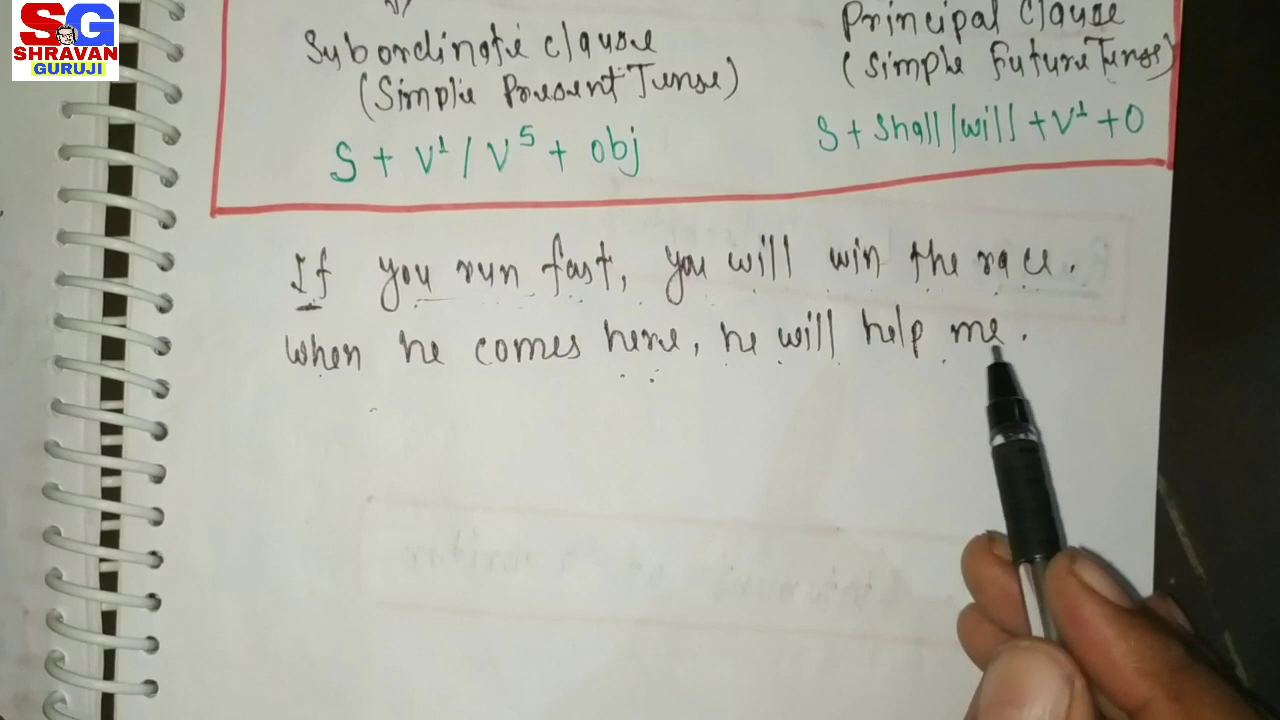 SG
SHRAVAN
GURUJI
Subordinate clause
(Simple Present Tense)
S + V¹ / V⁵ + obj
Principal Clause
(Simple Future Tense)
S + Shall/will + V¹ + O
If you run fast, you will win the race.
When he comes here, he will help me.